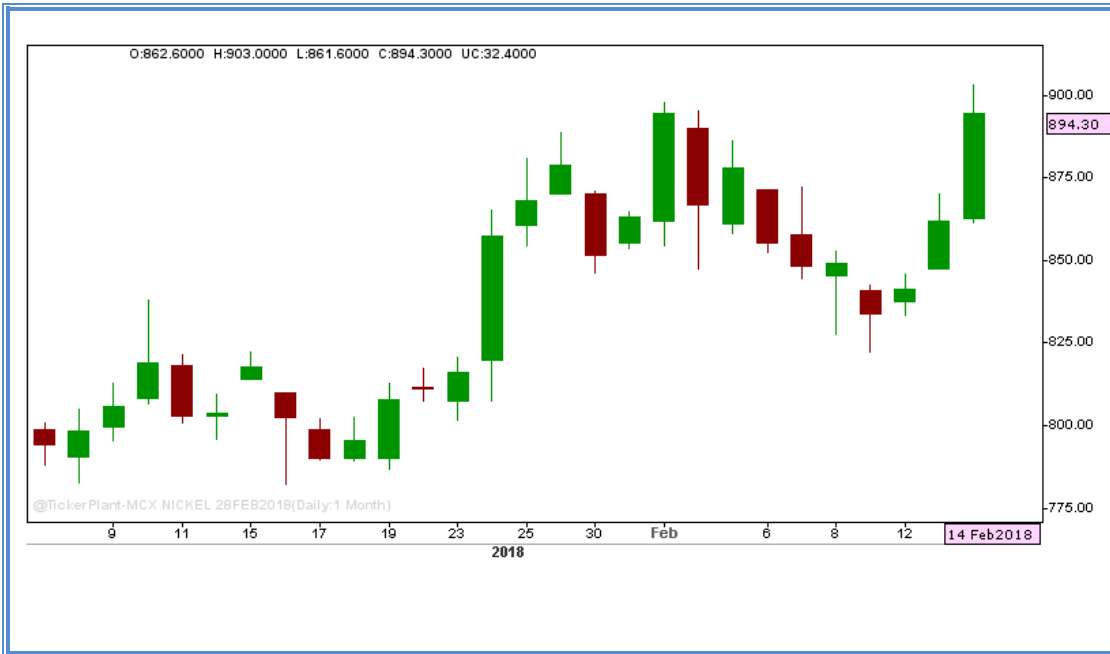 O:862.6000 H:903.0000 L:861.6000 C:894.3000 UC:32.4000
900.00
894.30
875.00
850.00
825.00
800.00
775.00
@TickerPlant-MCX NICKEL 28FEB2018(Daily:1 Month)
9 11 15 17 19 23 25 30 Feb 6 8 12 14 Feb2018
2018